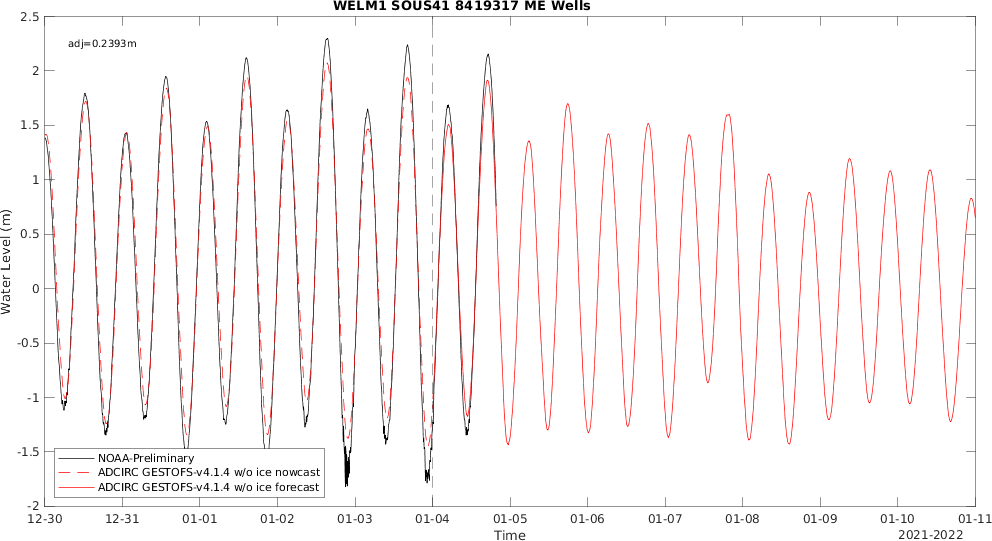 WELM1 SOUS41 8419317 ME Wells
adj=0.2393m
2.5
2
1.5
1
0.5
0
-0.5
-1
-1.5
-2
Water Level (m)
NOAA-Preliminary
ADCIRC GESTOFS-v4.1.4 w/o ice nowcast
ADCIRC GESTOFS-v4.1.4 w/o ice forecast
12-30 12-31 01-01 01-02 01-03 01-04 01-05 01-06 01-07 01-08 01-09 01-10 01-11
Time
2021-2022